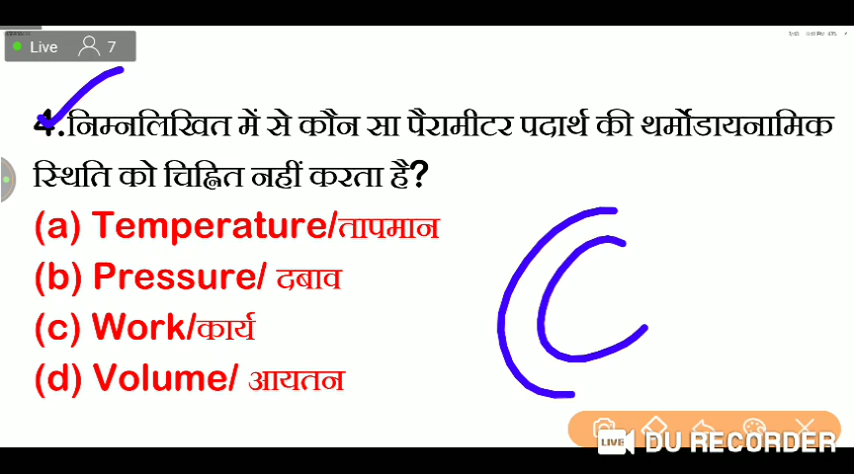 Live 7
4.निम्नलिखित में से कौन सा पैरामीटर पदार्थ की थर्मोडायनामिक
स्थिति को चिह्नित नहीं करता है?
(a) Temperature/तापमान
(b) Pressure/ दबाव
(c) Work/कार्य
(d) Volume/ आयतन
(C
LIVE DU RECORDER